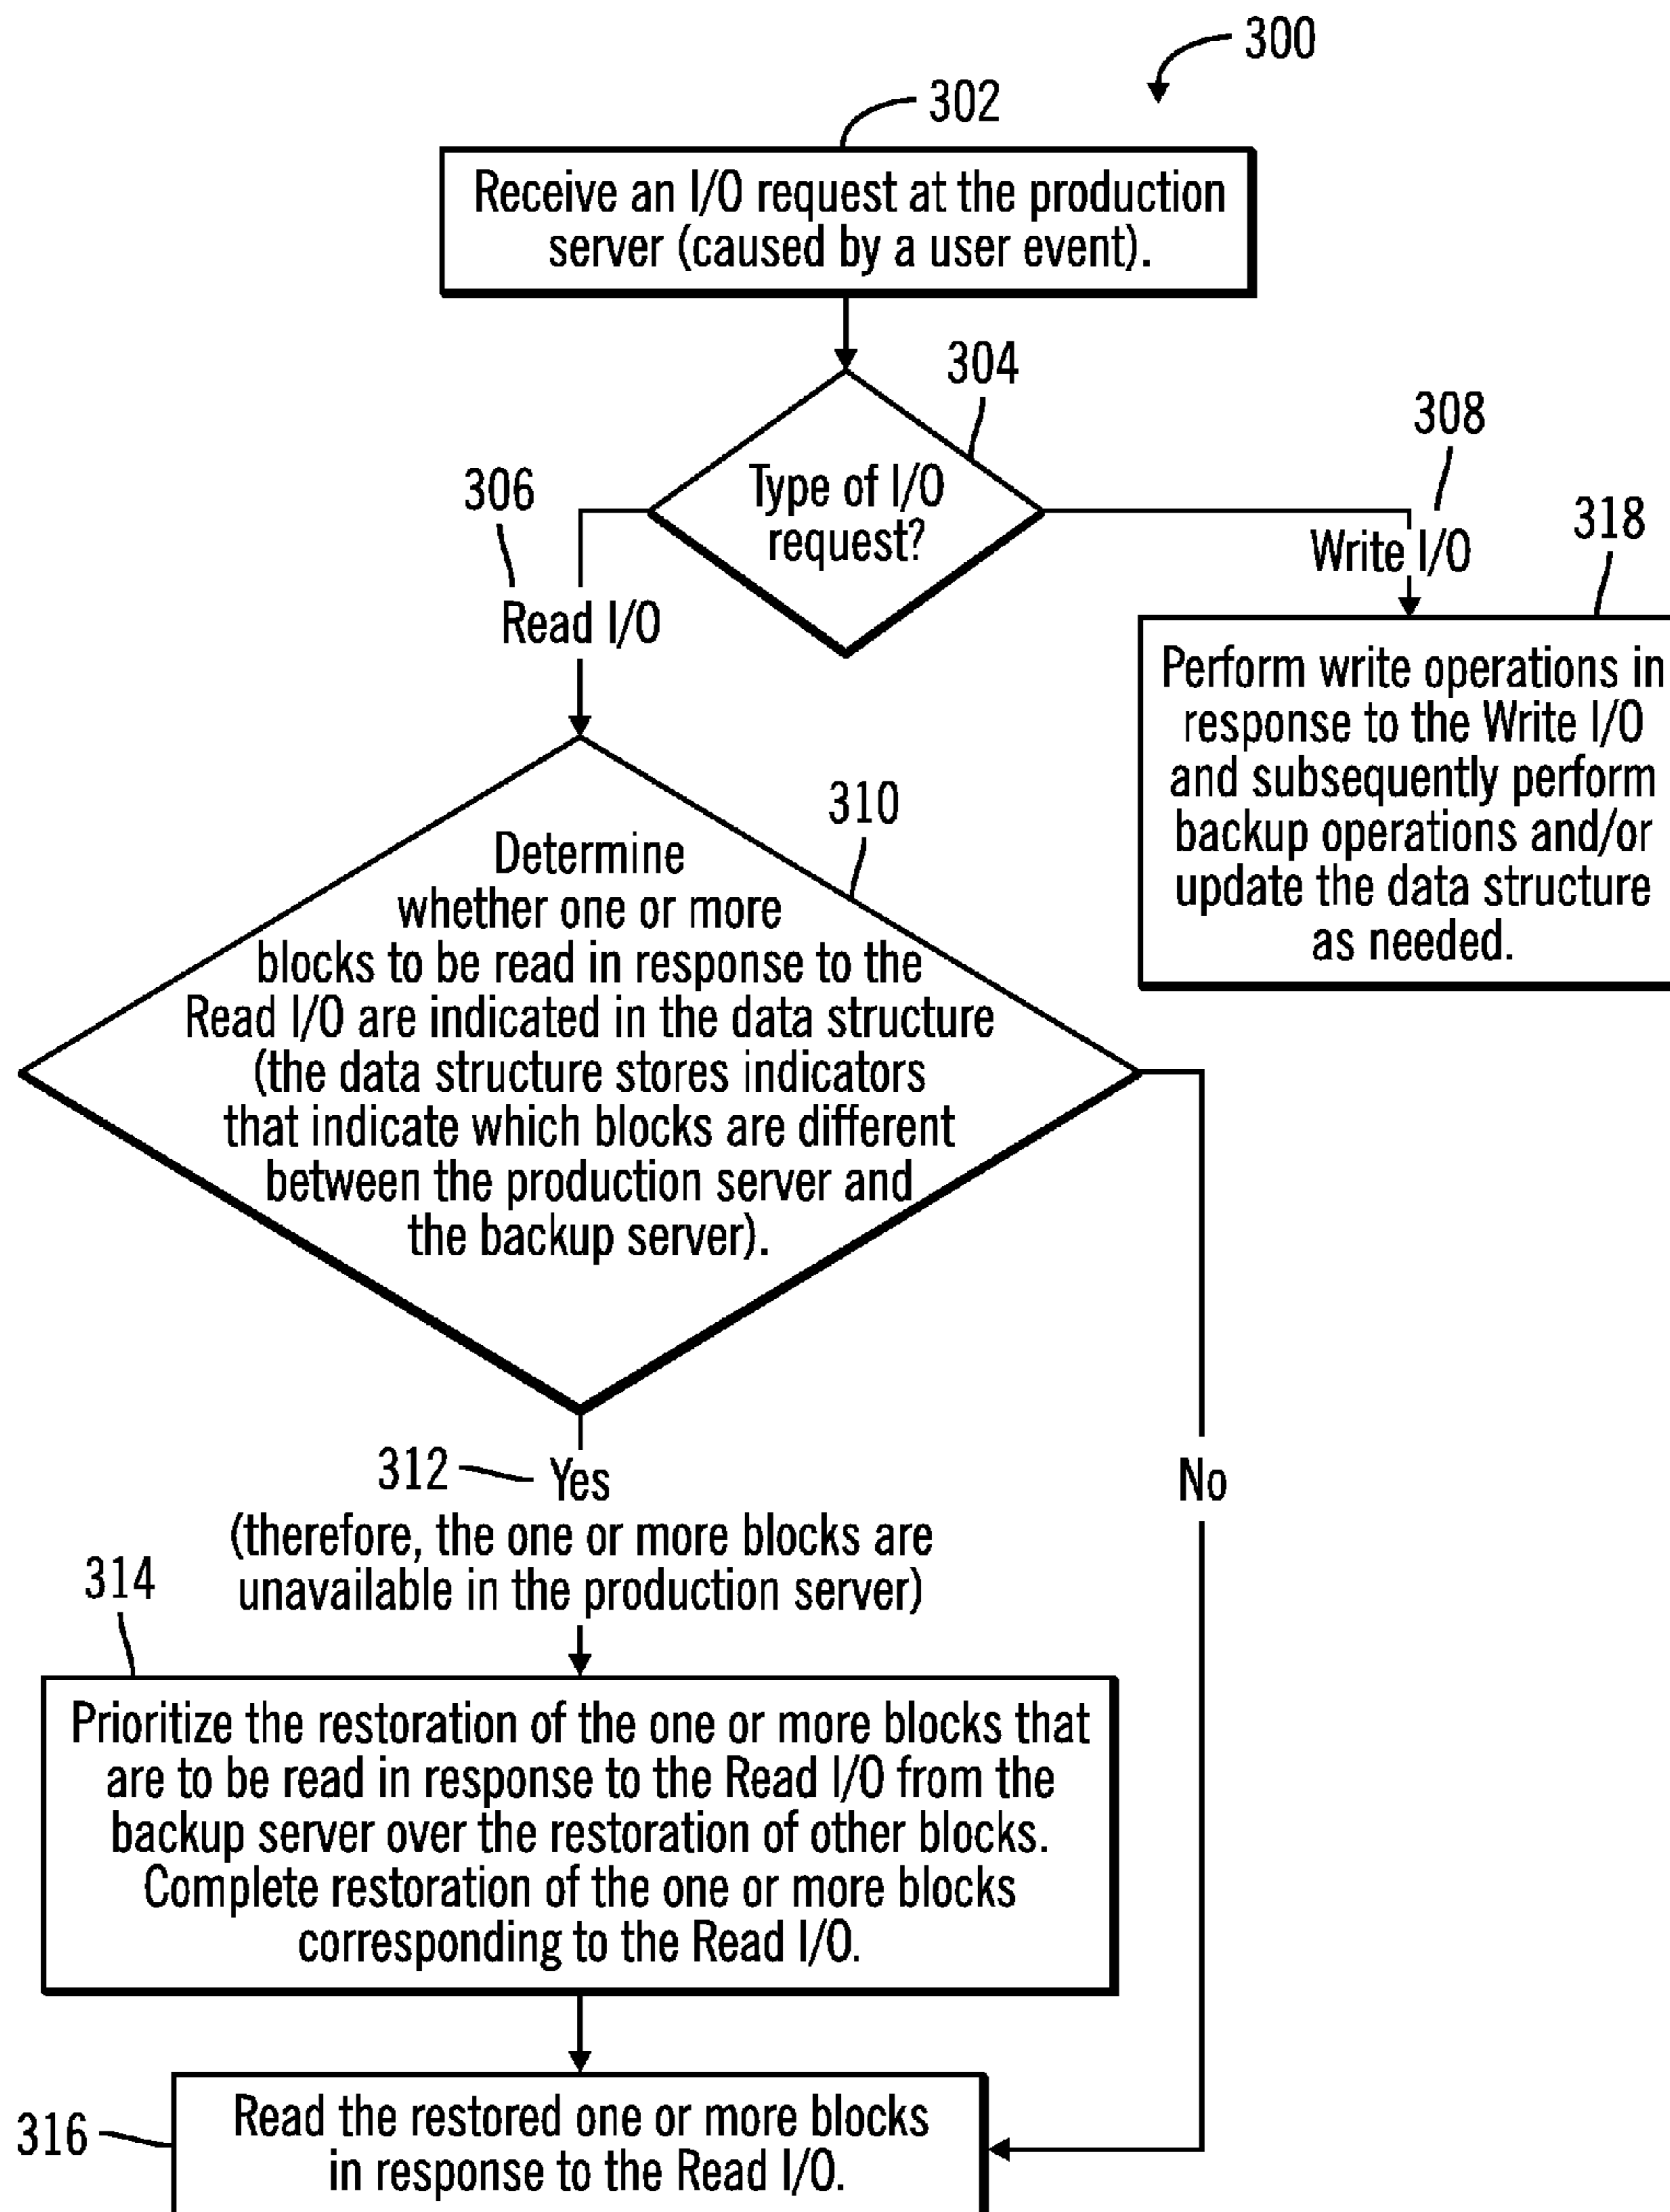 300
302
Receive an I/O request at the production
server (caused by a user event).
304
Type of I/O
request?
306
Read I/O
308
Write I/O
318
Perform write operations in
response to the Write I/O
and subsequently perform
backup operations and/or
update the data structure
as needed.
310
Determine
whether one or more
blocks to be read in response to the
Read I/O are indicated in the data structure
(the data structure stores indicators
that indicate which blocks are different
between the production server and
the backup server).
312
Yes
(therefore, the one or more blocks are
unavailable in the production server)
No
314
Prioritize the restoration of the one or more blocks that
are to be read in response to the Read I/O from the
backup server over the restoration of other blocks.
Complete restoration of the one or more blocks
corresponding to the Read I/O.
316
Read the restored one or more blocks
in response to the Read I/O.